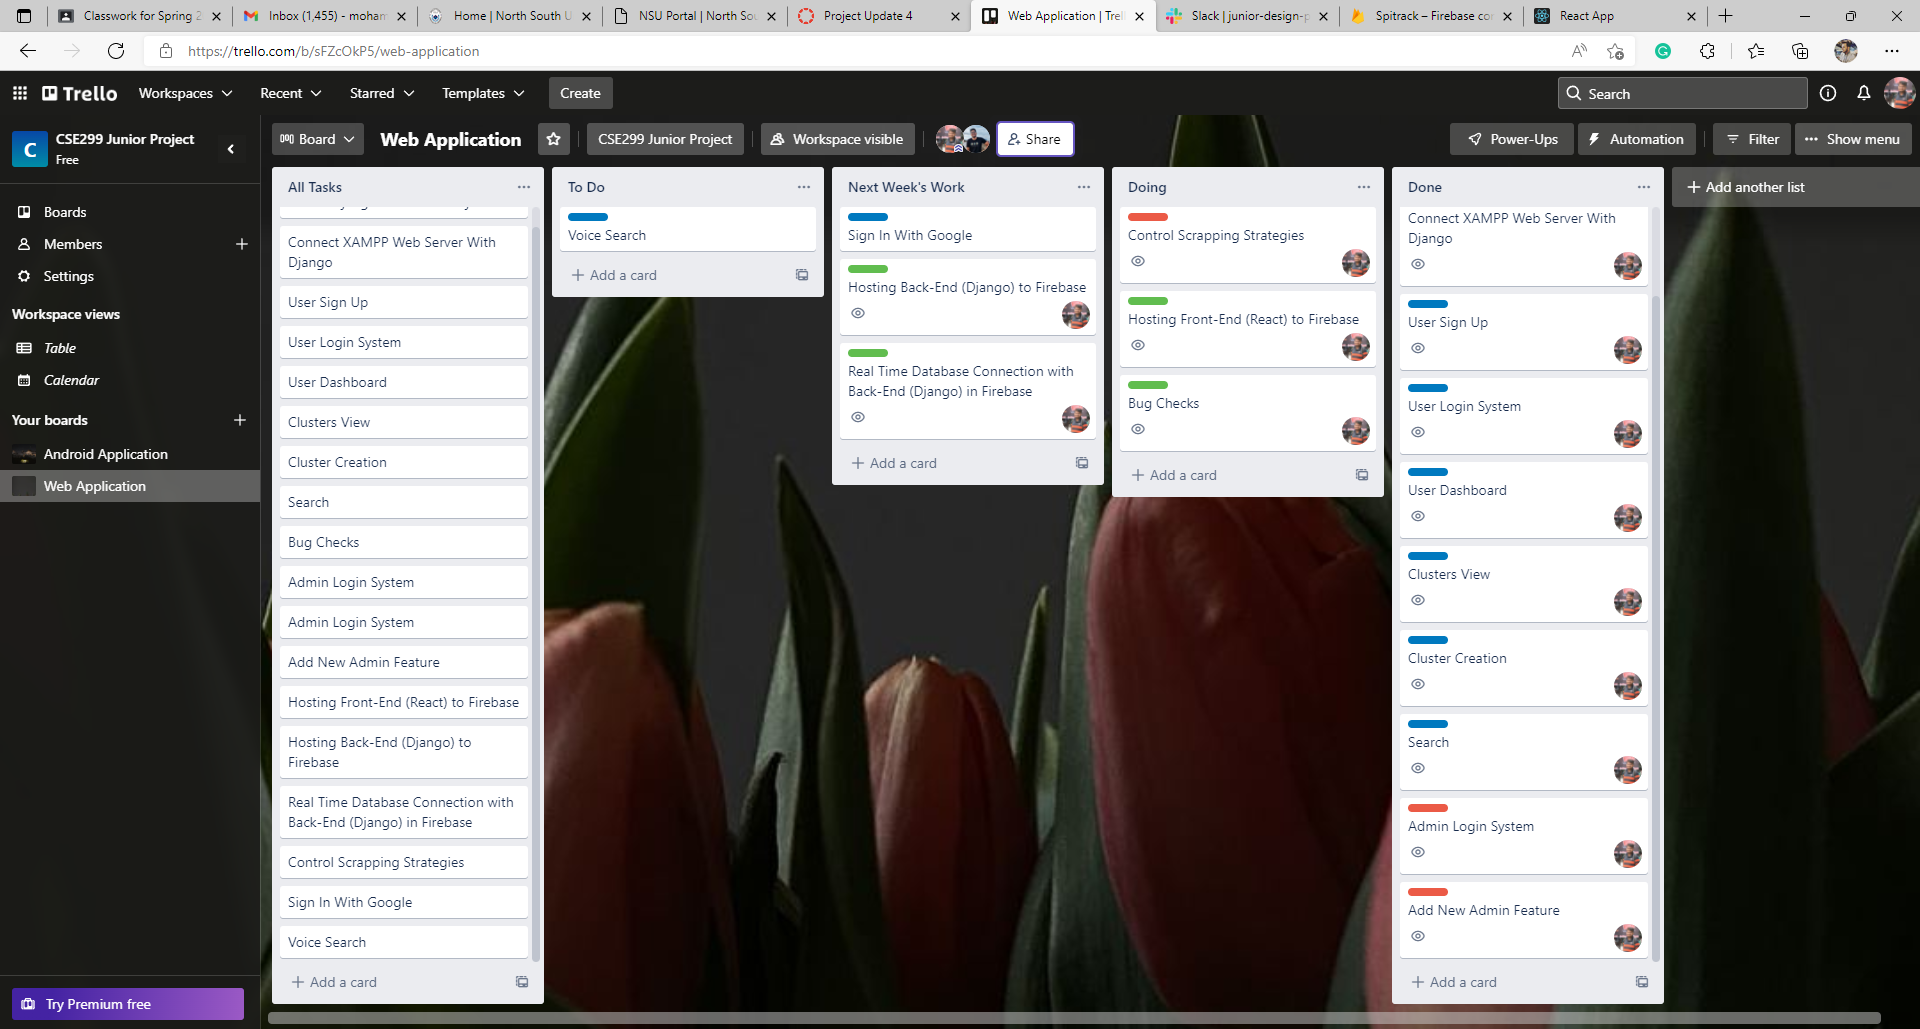 Classwork for Spring 2
Inbox (1,455) - moham
Home | North South U
NSU Portal | North Sou
Project Update 4
Web Application | Trell
Slack | junior-design-p
Spitrack – Firebase con
React App
https://trello.com/b/sFZcOkP5/web-application
Trello
Workspaces
Recent
Starred
Templates
Create
Search
C
CSE299 Junior Project
Free
Board
Web Application
CSE299 Junior Project
Workspace visible
Share
Power-Ups
Automation
Filter
Show menu
Boards
Members
Settings
Workspace views
Table
Calendar
Your boards
Android Application
Web Application
Try Premium free
All Tasks
Connect XAMPP Web Server With
Django
User Sign Up
User Login System
User Dashboard
Clusters View
Cluster Creation
Search
Bug Checks
Admin Login System
Admin Login System
Add New Admin Feature
Hosting Front-End (React) to Firebase
Hosting Back-End (Django) to
Firebase
Real Time Database Connection with
Back-End (Django) in Firebase
Control Scrapping Strategies
Sign In With Google
Voice Search
Add a card
To Do
Voice Search
Add a card
Next Week's Work
Sign In With Google
Hosting Back-End (Django) to Firebase
Real Time Database Connection with
Back-End (Django) in Firebase
Add a card
Doing
Control Scrapping Strategies
Hosting Front-End (React) to Firebase
Bug Checks
Add a card
Done
Connect XAMPP Web Server With
Django
User Sign Up
User Login System
User Dashboard
Clusters View
Cluster Creation
Search
Admin Login System
Add New Admin Feature
Add a card
Add another list